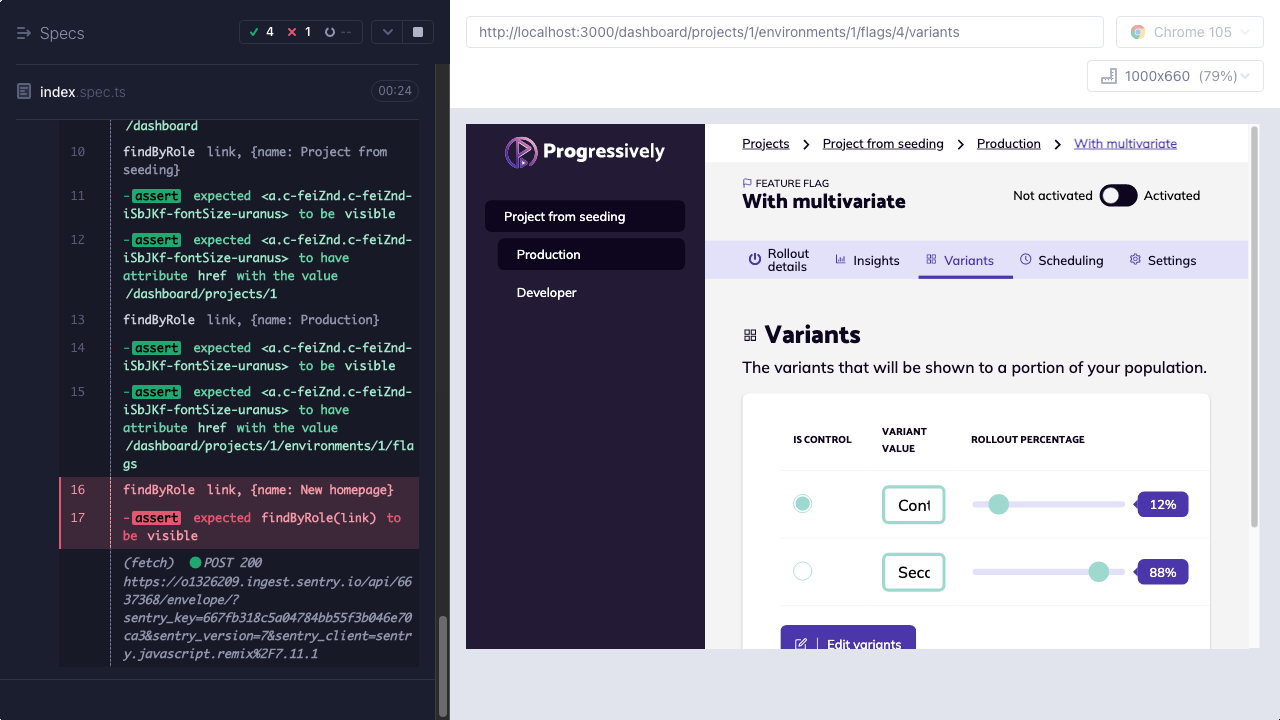 Specs
4 1 --
index.spec.ts 00:24
/dashboard
10 findByRole link, {name: Project from
seeding}
11 -assert expected <a.c-feiZnd.c-feiZnd-
iSbJKf-fontSize-uranus> to be visible
12 -assert expected <a.c-feiZnd.c-feiZnd-
iSbJKf-fontSize-uranus> to have
attribute href with the value
/dashboard/projects/1
13 findByRole link, {name: Production}
14 -assert expected <a.c-feiZnd.c-feiZnd-
iSbJKf-fontSize-uranus> to be visible
15 -assert expected <a.c-feiZnd.c-feiZnd-
iSbJKf-fontSize-uranus> to have
attribute href with the value
/dashboard/projects/1/environments/1/fla
gs
16 findByRole link, {name: New homepage}
17 -assert expected findByRole(link) to
be visible
(fetch) POST 200
https://o1326209.ingest.sentry.io/api/66
37368/envelope/?
sentry_key=667fb318c5a04784bb55f3b046e70
ca3&sentry_version=7&sentry_client=sentr
y.javascript.remix%2F7.11.1
http://localhost:3000/dashboard/projects/1/environments/1/flags/4/variants
Chrome 105
1000x660 (79%)
Progressively
Project from seeding
Production
Developer
Projects > Project from seeding > Production > With multivariate
FEATURE FLAG
With multivariate
Not activated Activated
Rollout
details
Insights
Variants
Scheduling
Settings
Variants
The variants that will be shown to a portion of your population.
IS CONTROL
VARIANT
VALUE
ROLLOUT PERCENTAGE
Cont 12%
Seco 88%
Edit variants